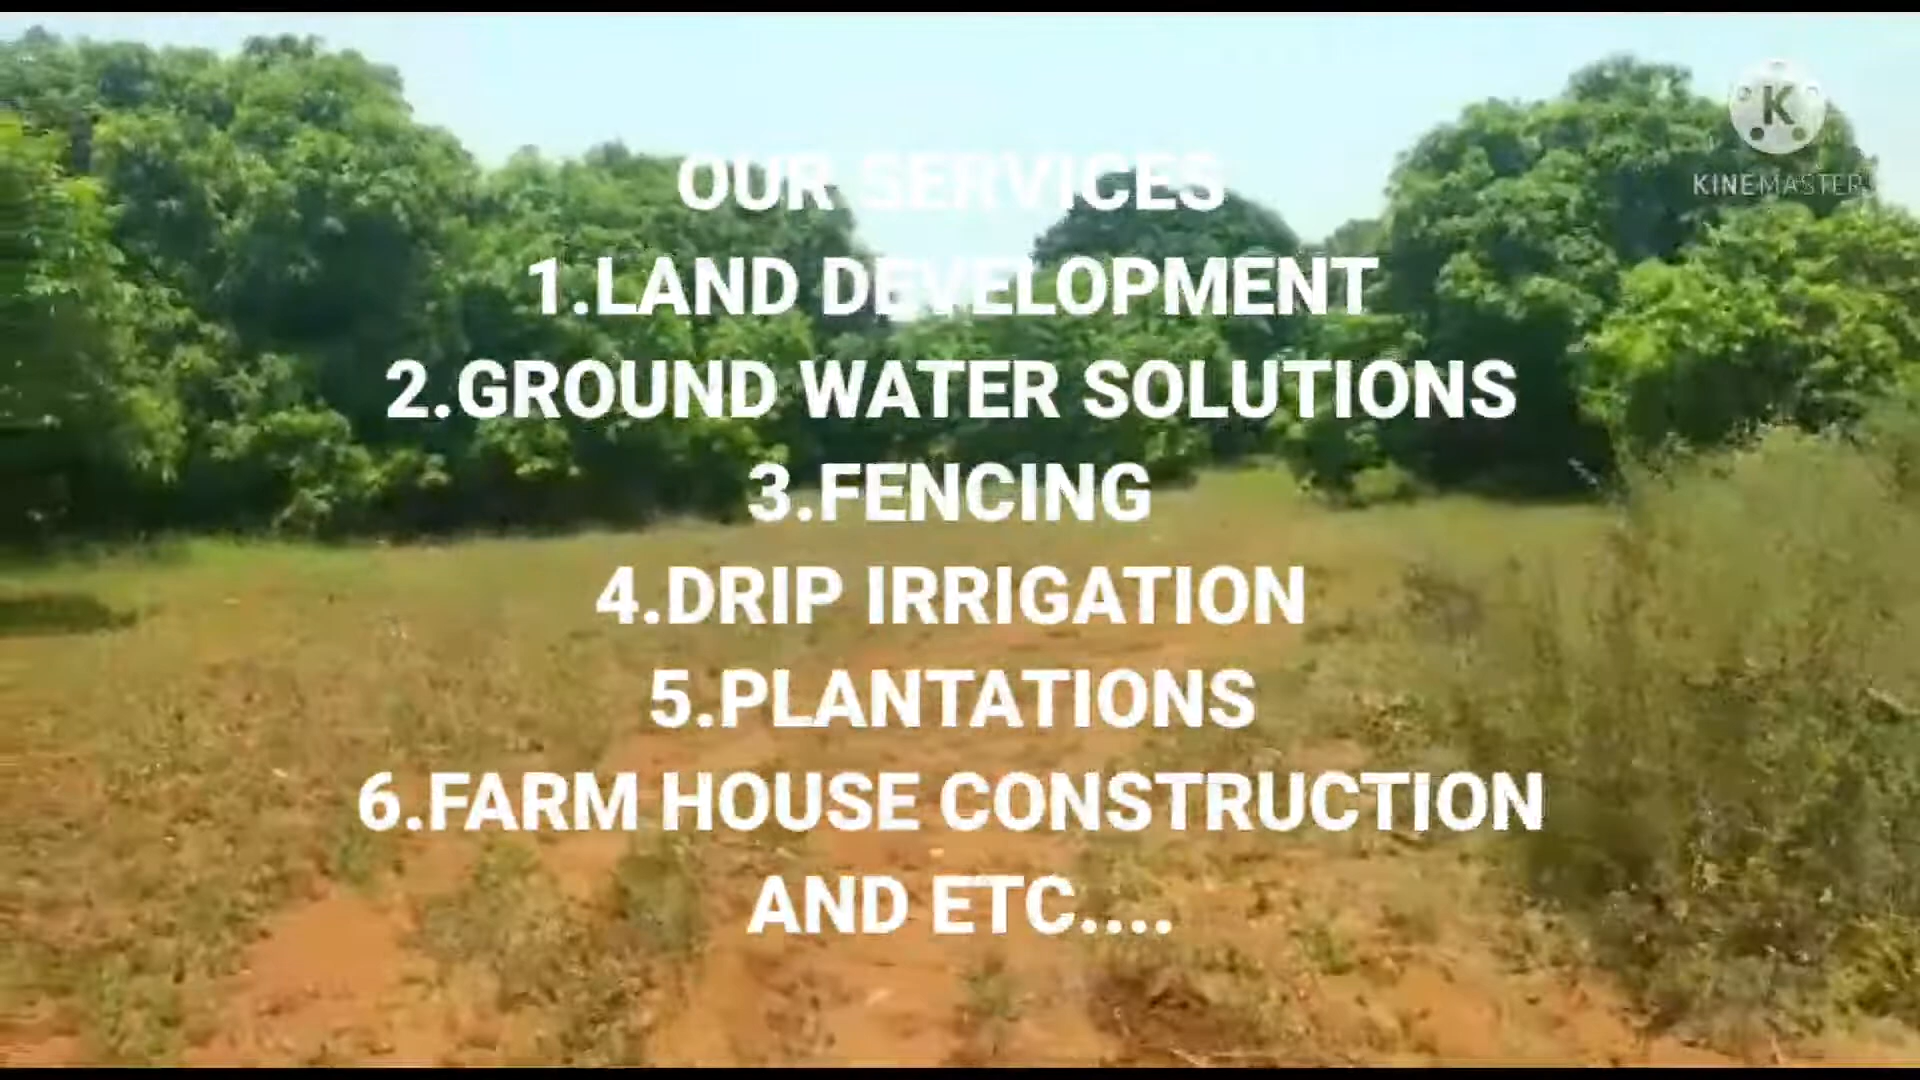 OUR SERVICES
1.LAND DEVELOPMENT
2.GROUND WATER SOLUTIONS
3.FENCING
4.DRIP IRRIGATION
5.PLANTATIONS
6.FARM HOUSE CONSTRUCTION
AND ETC....
K
KINEMASTER